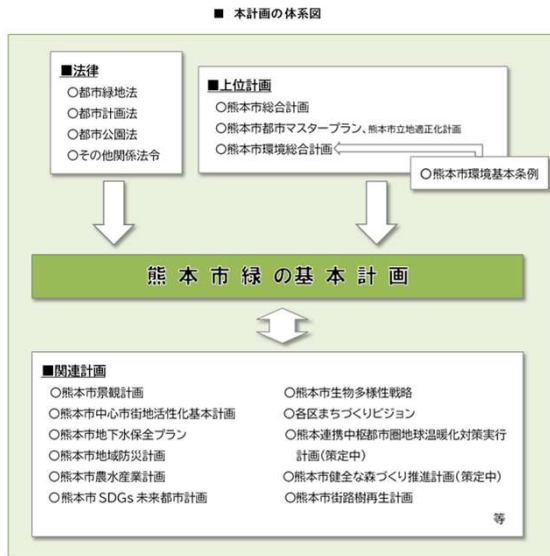 ■ 本計画の体系図
■法律
○都市緑地法
○都市計画法
○都市公園法
○その他関係法令
■上位計画
○熊本市総合計画
○熊本市都市マスタープラン、熊本市立地適正化計画
○熊本市環境総合計画
○熊本市環境基本条例
熊本市緑の基本計画
■関連計画
○熊本市景観計画
○熊本市中心市街地活性化基本計画
○熊本市地下水保全プラン
○熊本市地域防災計画
○熊本市農水産業計画
○熊本市 SDGs 未来都市計画
○熊本市生物多様性戦略
○各区まちづくりビジョン
○熊本連携中枢都市圏地球温暖化対策実行
計画(策定中)
○熊本市健全な森づくり推進計画(策定中)
○熊本市街路樹再生計画
等